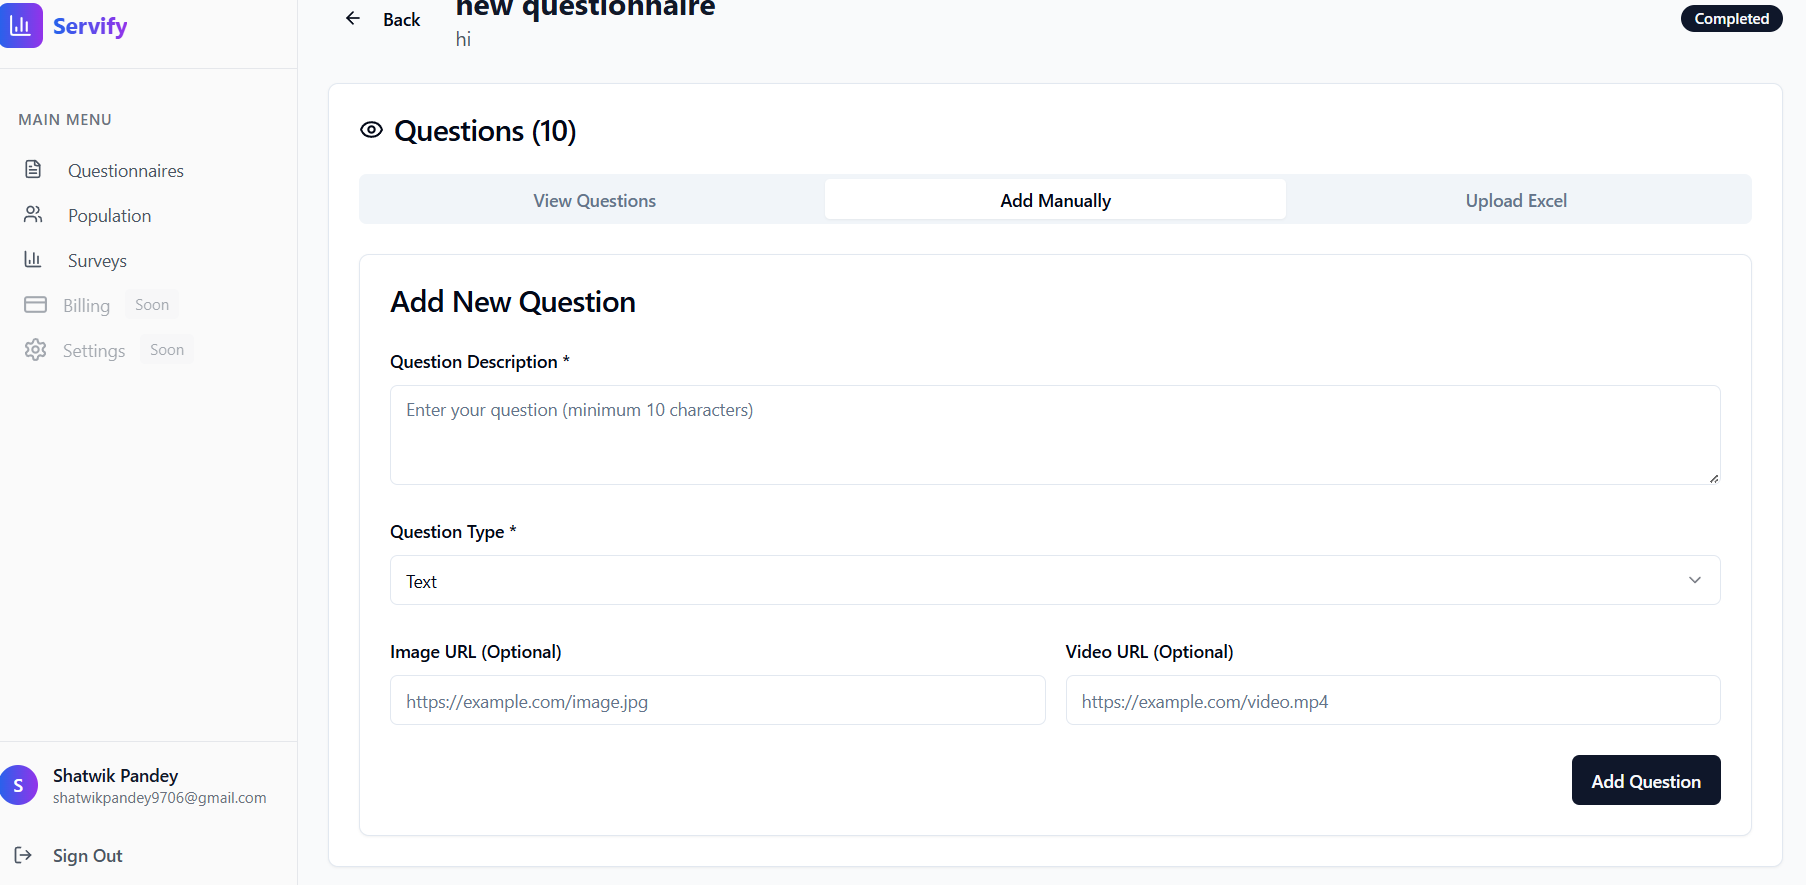 Servify
MAIN MENU
Questionnaires
Population
Surveys
Billing Soon
Settings Soon
S
Shatwik Pandey
shatwikpandey9706@gmail.com
Sign Out
Back
new questionnaire
hi
Completed
Questions (10)
View Questions
Add Manually
Upload Excel
Add New Question
Question Description *
Enter your question (minimum 10 characters)
Question Type *
Text
Image URL (Optional)
https://example.com/image.jpg
Video URL (Optional)
https://example.com/video.mp4
Add Question